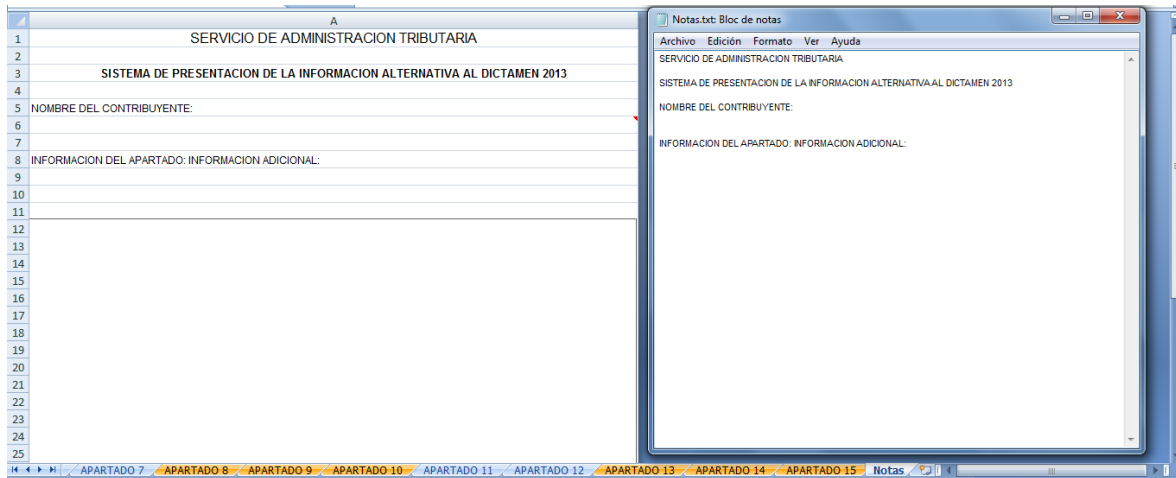 A
1 SERVICIO DE ADMINISTRACION TRIBUTARIA
2
3 SISTEMA DE PRESENTACION DE LA INFORMACION ALTERNATIVA AL DICTAMEN 2013
4
5 NOMBRE DEL CONTRIBUYENTE:
6
7
8 INFORMACION DEL APARTADO: INFORMACION ADICIONAL:
9
10
11
12
13
14
15
16
17
18
19
20
21
22
23
24
25
APARTADO 7 APARTADO 8 APARTADO 9 APARTADO 10 APARTADO 11 APARTADO 12 APARTADO 13 APARTADO 14 APARTADO 15 Notas
Notas.txt: Bloc de notas
Archivo Edición Formato Ver Ayuda
SERVICIO DE ADMINISTRACION TRIBUTARIA
SISTEMA DE PRESENTACION DE LA INFORMACION ALTERNATIVA AL DICTAMEN 2013
NOMBRE DEL CONTRIBUYENTE:
INFORMACION DEL APARTADO: INFORMACION ADICIONAL: